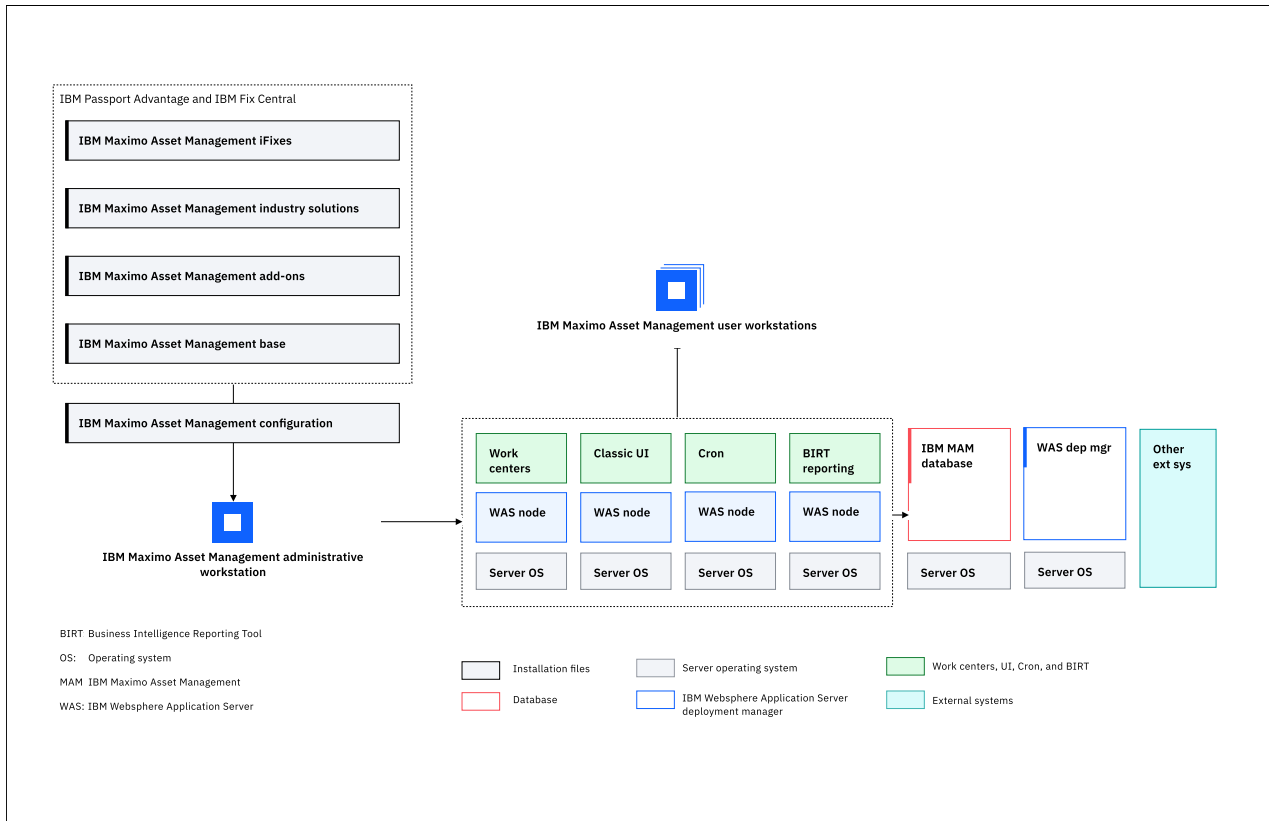 IBM Passport Advantage and IBM Fix Central
IBM Maximo Asset Management iFixes
IBM Maximo Asset Management industry solutions
IBM Maximo Asset Management add-ons
IBM Maximo Asset Management base
IBM Maximo Asset Management configuration
IBM Maximo Asset Management administrative
workstation
IBM Maximo Asset Management user workstations
Work
centers
Classic UI
Cron
BIRT
reporting
WAS node
WAS node
WAS node
WAS node
Server OS
Server OS
Server OS
Server OS
IBM MAM
database
Server OS
WAS dep mgr
Server OS
Other
ext sys
BIRT Business Intelligence Reporting Tool
OS: Operating system
MAM IBM Maximo Asset Management
WAS: IBM Websphere Application Server
Installation files
Database
Server operating system
IBM Websphere Application Server
deployment manager
Work centers, UI, Cron, and BIRT
External systems